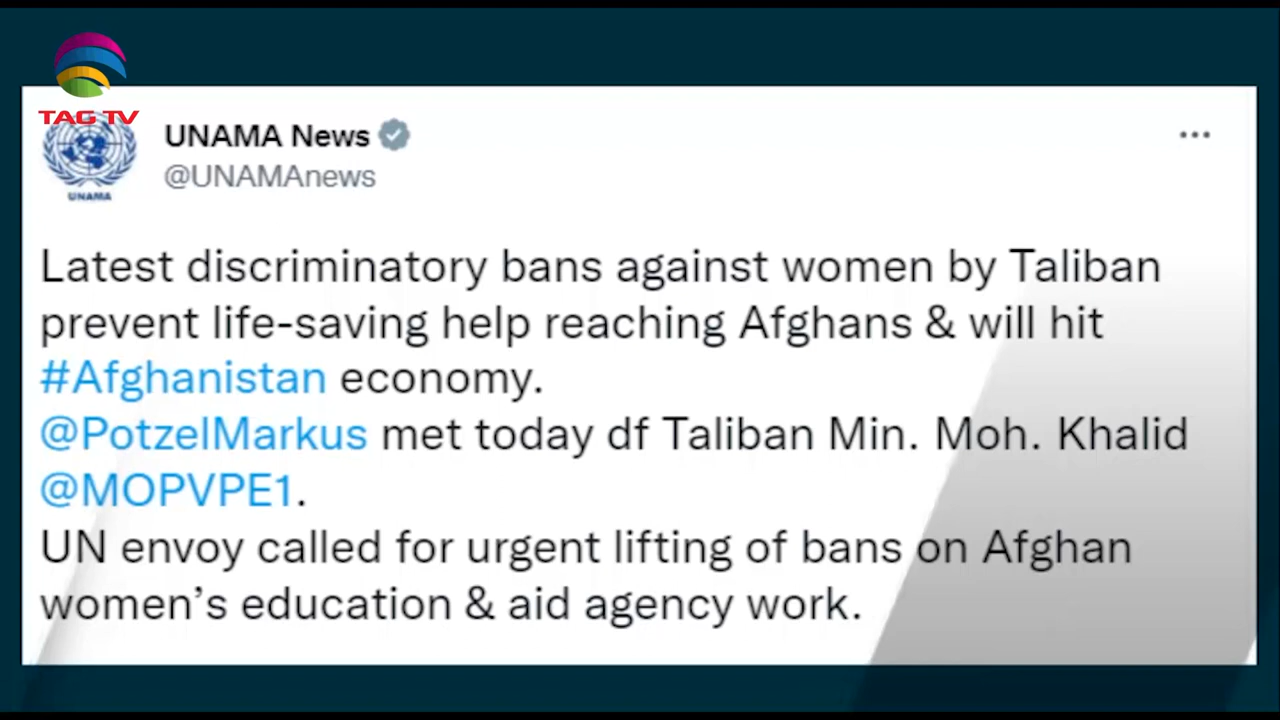 TAG TV
UNAMA
UNAMA News
@UNAMAnews
Latest discriminatory bans against women by Taliban
prevent life-saving help reaching Afghans & will hit
#Afghanistan economy.
@PotzelMarkus met today df Taliban Min. Moh. Khalid
@MOPVPE1.
UN envoy called for urgent lifting of bans on Afghan
women’s education & aid agency work.